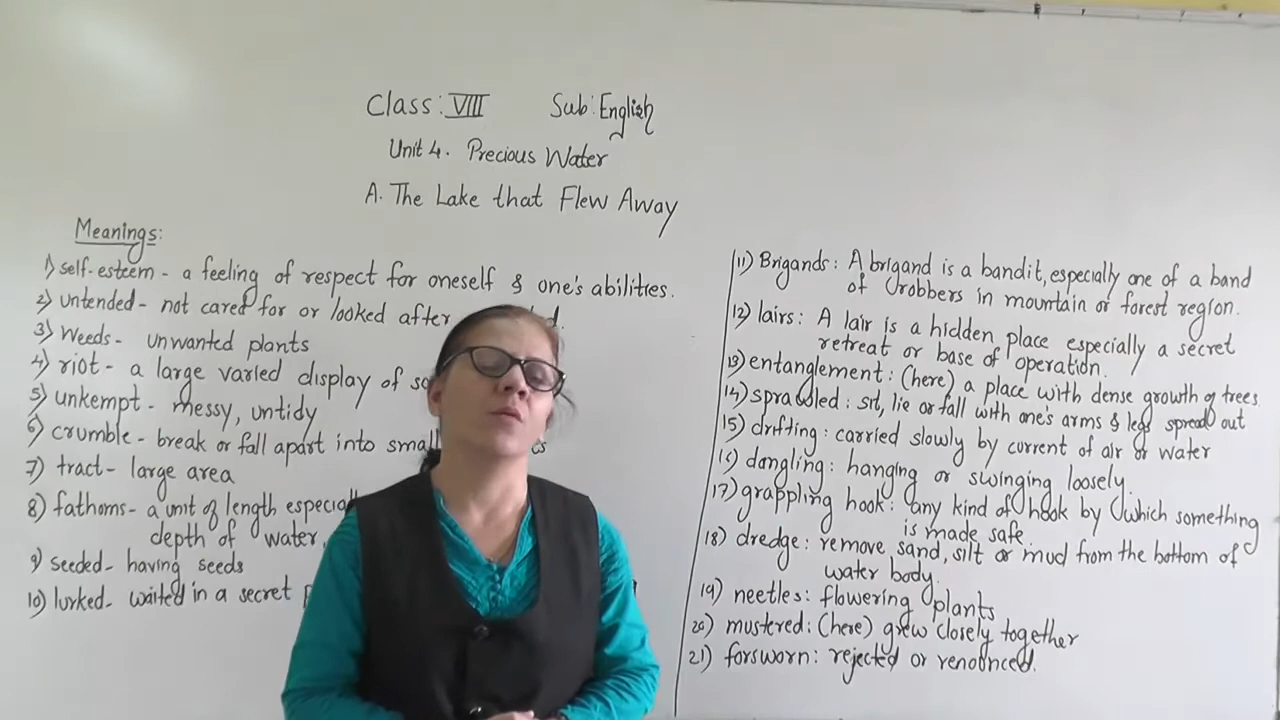 Class: VIII Sub: English
Unit 4. Precious Water
A. The Lake that Flew Away
Meanings:
1) self-esteem - a feeling of respect for oneself & one's abilities.
2) untended - not cared for or looked after
3) Weeds - unwanted plants
4) riot - a large varied display of
5) unkempt - messy, untidy
6) crumble - break or fall apart into small
7) tract - large area
8) fathoms - a unit of length
depth of water,
9) seeded - having seeds
10) lurked - waited in a secret
11) Brigands: A brigand is a bandit, especially one of a band
of robbers in mountain or forest region.
12) lairs: A lair is a hidden place especially a secret
retreat or base of operation.
13) entanglement: (here) a place with dense growth of trees
14) sprawled: sit, lie or fall with one's arms & legs spread out
15) drifting: carried slowly by current of air or water
16) dangling: hanging or swinging loosely.
17) grappling hook: any kind of hook by which something
is made safe.
18) dredge: remove sand, silt or mud from the bottom of
water body.
19) neetles: flowering plants
20) mustered: (here) grew closely together
21) forsworn: rejected or renounced.